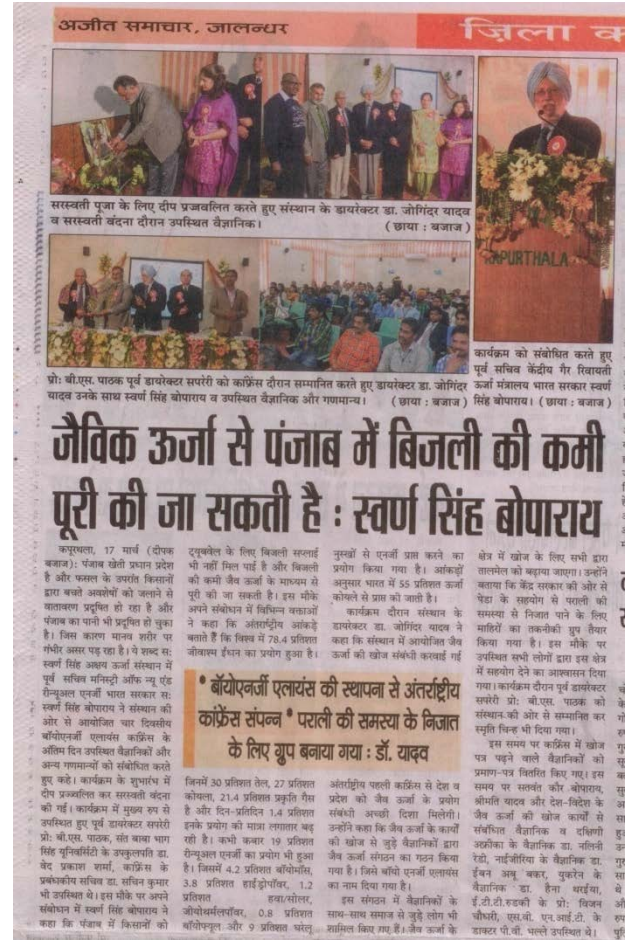 अजीत समाचार, जालन्धर
ज़िला क
सरस्वती पूजा के लिए दीप प्रज्जवलित करते हुए संस्थान के डायरेक्टर डा. जोगिंदर यादव
व सरस्वती वंदना दौरान उपस्थित वैज्ञानिक। (छाया : बजाज)
KAPURTHALA
प्रो: बी.एस. पाठक पूर्व डायरेक्टर सपरेरी को कांफ्रेंस दौरान सम्मानित करते हुए डायरेक्टर डा. जोगिंदर
यादव उनके साथ स्वर्ण सिंह बोपाराय व उपस्थित वैज्ञानिक और गणमान्य। (छाया : बजाज)
कार्यक्रम को संबोधित करते हुए
पूर्व सचिव केंद्रीय गैर रिवायती
ऊर्जा मंत्रालय भारत सरकार स्वर्ण
सिंह बोपाराय। (छाया : बजाज)
जैविक ऊर्जा से पंजाब में बिजली की कमी
पूरी की जा सकती है : स्वर्ण सिंह बोपाराय
कपूरथला, 17 मार्च (दीपक
बजाज): पंजाब खेती प्रधान प्रदेश
है और फसल के उपरांत किसानों
द्वारा बचते अवशेषों को जलाने से
वातावरण प्रदूषित हो रहा है और
पंजाब का पानी भी प्रदूषित हो चुका
है। जिस कारण मानव शरीर पर
गंभीर असर पड़ रहा है। ये शब्द स:
स्वर्ण सिंह अक्षय ऊर्जा संस्थान में
पूर्व सचिव मनिस्ट्री ऑफ न्यू एंड
रीन्यूअल एनर्जी भारत सरकार स:
स्वर्ण सिंह बोपाराय ने संस्थान की
ओर से आयोजित चार दिवसीय
बॉयोएनर्जी एलायंस कांफ्रेंस के
अंतिम दिन उपस्थित वैज्ञानिकों और
अन्य गणमान्यों को संबोधित करते
हुए कहे। कार्यक्रम के शुभारंभ में
दीप प्रज्ज्वलित कर सरस्वती वंदना
की गई। कार्यक्रम में मुख्य रूप से
उपस्थित हुए पूर्व डायरेक्टर सपरेरी
प्रो: बी.एस. पाठक, संत बाबा भाग
सिंह यूनिवर्सिटी के उपकुलपति डा.
वेद प्रकाश शर्मा, कांफ्रेंस के
प्रबंधकीय सचिव डा. सचिन कुमार
भी उपस्थित थे। इस मौके पर अपने
संबोधन में स्वर्ण सिंह बोपाराय ने
कहा कि पंजाब में किसानों को
ट्यूबवेल के लिए बिजली सप्लाई
भी नहीं मिल पाई है और बिजली
की कमी जैव ऊर्जा के माध्यम से
पूरी की जा सकती है। इस मौके
अपने संबोधन में विभिन्न वक्ताओं
ने कहा कि अंतर्राष्ट्रीय आंकड़े
बताते हैं कि विश्व में 78.4 प्रतिशत
जीवाश्म ईंधन का प्रयोग हुआ है।
" बॉयोएनर्जी एलायंस की स्थापना से अंतर्राष्ट्रीय
कांफ्रेंस संपन्न " पराली की समस्या के निजात
के लिए ग्रुप बनाया गया : डॉ. यादव
जिनमें 30 प्रतिशत तेल, 27 प्रतिशत
कोयला, 21.4 प्रतिशत प्रकृति गैस
है और दिन-प्रतिदिन 1.4 प्रतिशत
इनके प्रयोग की मात्रा लगातार बढ़
रही है। कभी कबार 19 प्रतिशत
रीन्यूअल एनर्जी का प्रयोग भी हुआ
है। जिसमें 4.2 प्रतिशत बॉयोमॉस,
3.8 प्रतिशत हाईड्रोपॉवर, 1.2
प्रतिशत हवा/सोलर,
जोयोथर्मलपॉवर, 0.8 प्रतिशत
बॉयोफ्यूल और 9 प्रतिशत घरेलू
नुस्खों से एनर्जी प्राप्त करने का
प्रयोग किया गया है। आंकड़ों
अनुसार भारत में 55 प्रतिशत ऊर्जा
कोयले से प्राप्त की जाती है।
कार्यक्रम दौरान संस्थान के
डायरेक्टर डा. जोगिंदर यादव ने
कहा कि संस्थान में आयोजित जैव
ऊर्जा की खोज संबंधी करवाई गई
अंतर्राष्ट्रीय पहली कांफ्रेंस से देश व
प्रदेश को जैव ऊर्जा के प्रयोग
संबंधी अच्छी दिशा मिलेगी।
उन्होंने कहा कि जैव ऊर्जा के कार्यों
की खोज से जुड़े वैज्ञानिकों द्वारा
जैव ऊर्जा संगठन का गठन किया
गया है। जिसे बॉयो एनर्जी एलायंस
का नाम दिया गया है।
इस संगठन में वैज्ञानिकों के
साथ-साथ समाज से जुड़े लोग भी
शामिल किए गए हैं। जैव ऊर्जा के
क्षेत्र में खोज के लिए सभी द्वारा
तालमेल को बढ़ाया जाएगा। उन्होंने
बताया कि केंद्र सरकार की ओर से
पेडा के सहयोग से पराली की
समस्या से निजात पाने के लिए
माहिरों का तकनीकी ग्रुप तैयार
किया गया है। इस मौके पर
उपस्थित सभी लोगों द्वारा इस क्षेत्र
में सहयोग देने का आश्वासन दिया
गया। कार्यक्रम दौरान पूर्व डायरेक्टर
सपरेरी प्रो: बी.एस. पाठक को
संस्थान की ओर से सम्मानित कर
स्मृति चिन्ह भी दिया गया।
इस समय पर कांफ्रेंस में खोज
पत्र पढ़ने वाले वैज्ञानिकों को
प्रमाण-पत्र वितरित किए गए। इस
समय पर सतवंत कौर बोपाराय,
श्रीमति यादव और देश-विदेश के
जैव ऊर्जा की खोज कार्यों से
संबंधित वैज्ञानिक व दक्षिणी
अफ्रीका के वैज्ञानिक डा. नलिनी
रेडी, नाईजीरिया के वैज्ञानिक डा.
ईबन अबू बकर, युकरेन के
वैज्ञानिक डा. हैना थरईया,
ई.टी.टी.रुडकी के प्रो: विजन
चौधरी, एस.वी. एन.आई.टी. के
डाक्टर पी.वी. भल्ले उपस्थित थे।